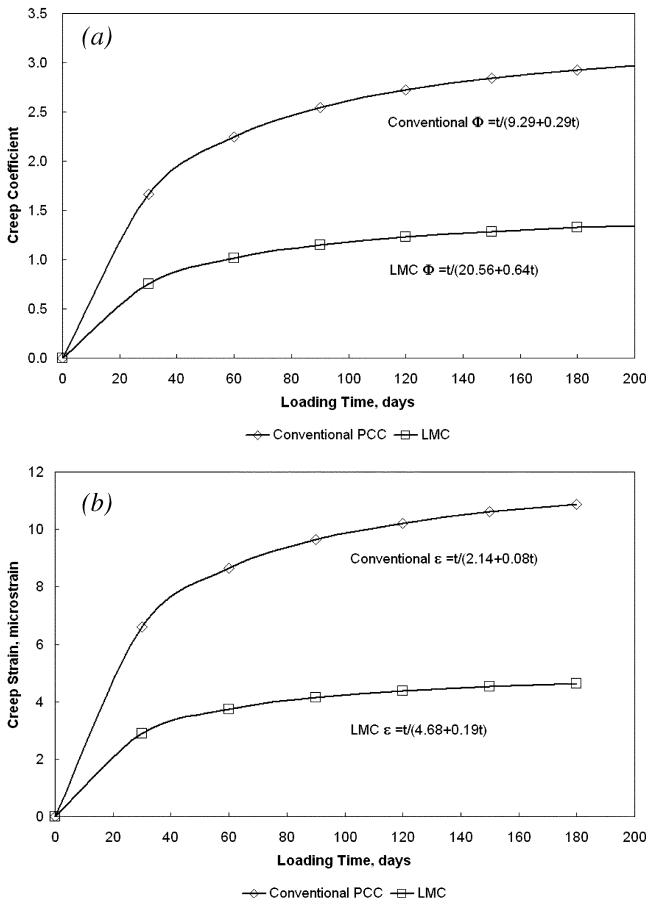 (a)
3.5
3.0
2.5
2.0
1.5
1.0
0.5
0.0
Creep Coefficient
Conventional Φ =t/(9.29+0.29t)
LMC Φ =t/(20.56+0.64t)
0 20 40 60 80 100 120 140 160 180 200
Loading Time, days
Conventional PCC LMC
(b)
12
10
8
6
4
2
0
Creep Strain, microstrain
Conventional ε =t/(2.14+0.08t)
LMC ε =t/(4.68+0.19t)
0 20 40 60 80 100 120 140 160 180 200
Loading Time, days
Conventional PCC LMC